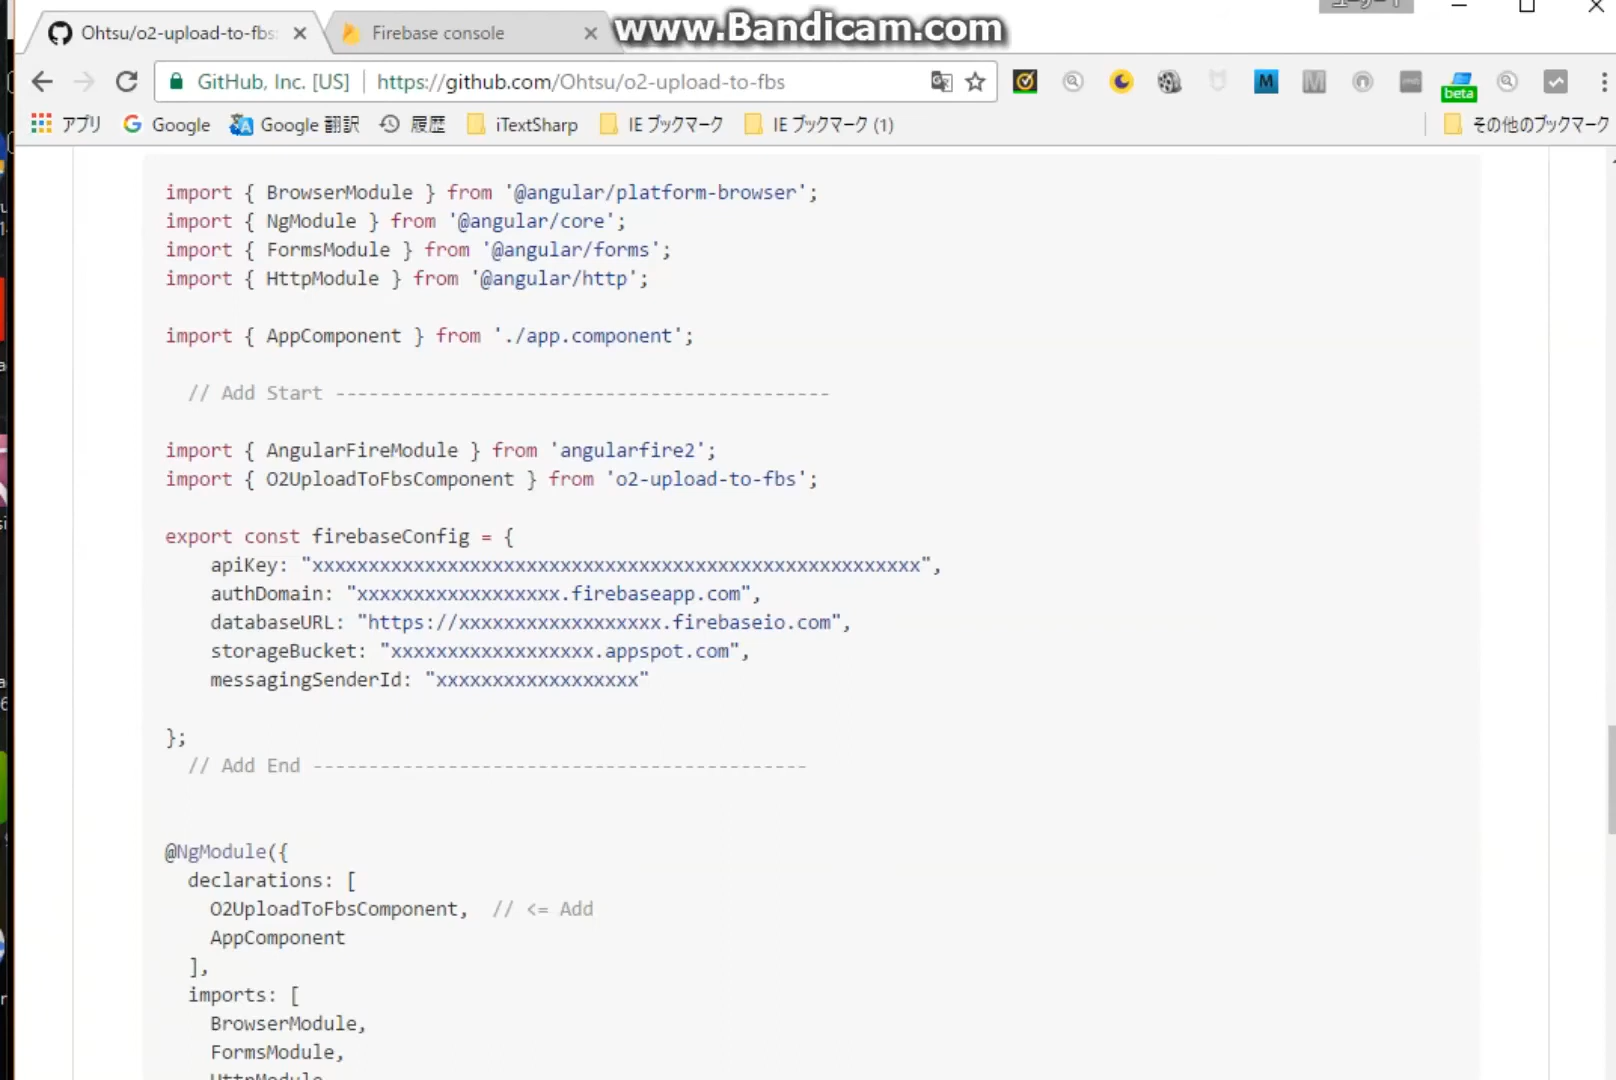 ユーザー 1
www.Bandicam.com
Ohtsu/o2-upload-to-fbs:
Firebase console
GitHub, Inc. [US]
https://github.com/Ohtsu/o2-upload-to-fbs
beta
アプリ
Google
Google 翻訳
履歴
iTextSharp
IE ブックマーク
IE ブックマーク (1)
その他のブックマーク
import { BrowserModule } from '@angular/platform-browser';
import { NgModule } from '@angular/core';
import { FormsModule } from '@angular/forms';
import { HttpModule } from '@angular/http';
import { AppComponent } from './app.component';
// Add Start --------------------------------------------
import { AngularFireModule } from 'angularfire2';
import { O2UploadToFbsComponent } from 'o2-upload-to-fbs';
export const firebaseConfig = {
apiKey: "xxxxxxxxxxxxxxxxxxxxxxxxxxxxxxxxxxxxxxxxxxxxxxxxxxxxxx",
authDomain: "xxxxxxxxxxxxxxxxxx.firebaseapp.com",
databaseURL: "https://xxxxxxxxxxxxxxxxxx.firebaseio.com",
storageBucket: "xxxxxxxxxxxxxxxxxx.appspot.com",
messagingSenderId: "xxxxxxxxxxxxxxxxxx"
};
// Add End --------------------------------------------
@NgModule({
declarations: [
O2UploadToFbsComponent,  // <= Add
AppComponent
],
imports: [
BrowserModule,
FormsModule,
HttpModule